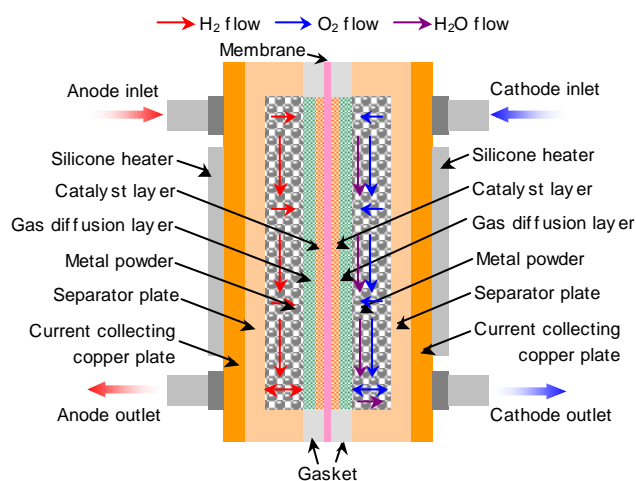 H2 flow
O2 flow
H2O flow
Membrane
Anode inlet
Cathode inlet
Silicone heater
Catalyst layer
Gas diffusion layer
Metal powder
Separator plate
Current collecting
copper plate
Anode outlet
Silicone heater
Catalyst layer
Gas diffusion layer
Metal powder
Separator plate
Current collecting
copper plate
Cathode outlet
Gasket